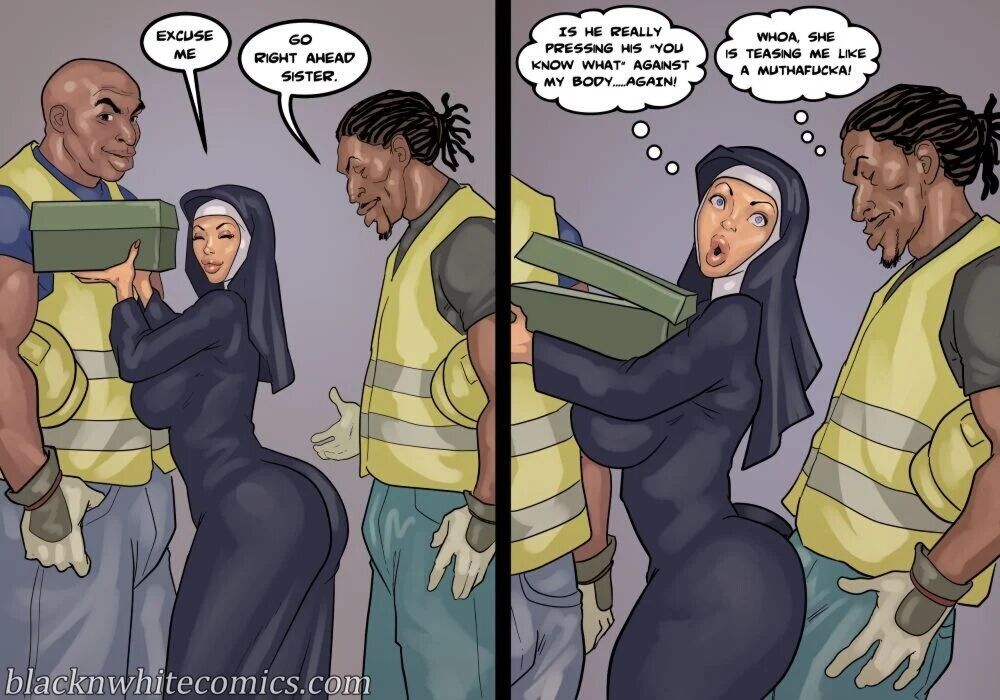 EXCUSE
ME
GO
RIGHT AHEAD
SISTER.
IS HE REALLY
PRESSING HIS "YOU
KNOW WHAT" AGAINST
MY BODY.....AGAIN!
WHOA, SHE
IS TEASING ME LIKE
A MUTHAFUCKA!
blacknwhitecomics.com